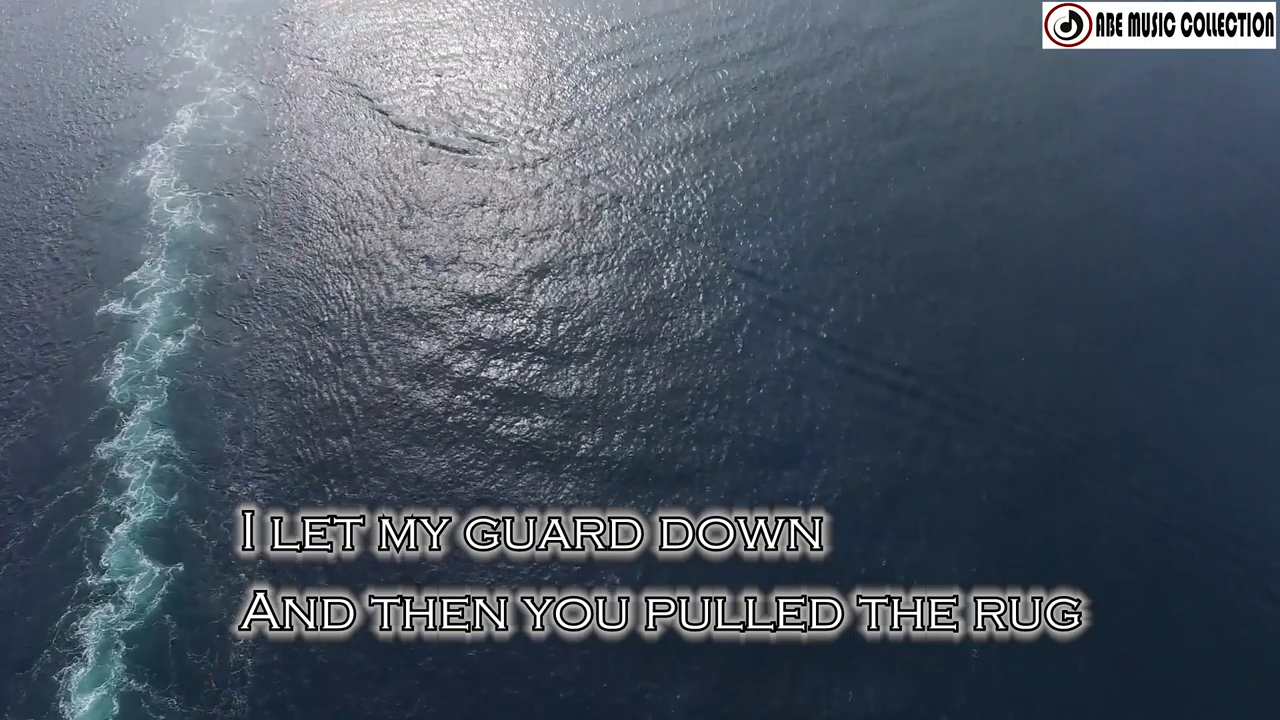 ABE MUSIC COLLECTION
I LET MY GUARD DOWN
AND THEN YOU PULLED THE RUG